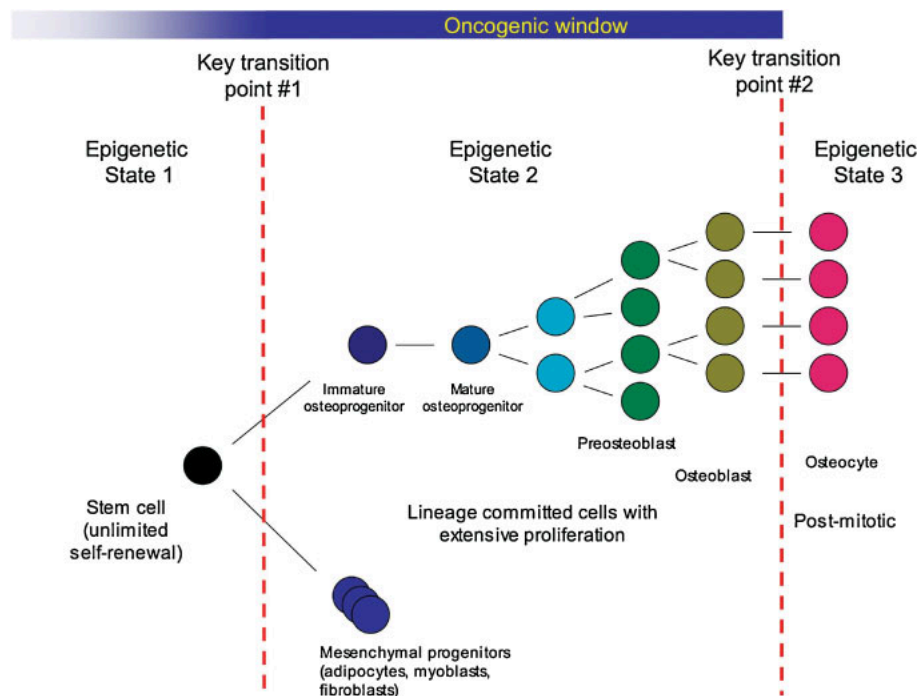 Oncogenic window
Key transition
point #1
Key transition
point #2
Epigenetic
State 1
Epigenetic
State 2
Epigenetic
State 3
Immature
osteoprogenitor
Mature
osteoprogenitor
Preosteoblast
Osteoblast
Osteocyte
Stem cell
(unlimited
self-renewal)
Lineage committed cells with
extensive proliferation
Post-mitotic
Mesenchymal progenitors
(adipocytes, myoblasts,
fibroblasts)